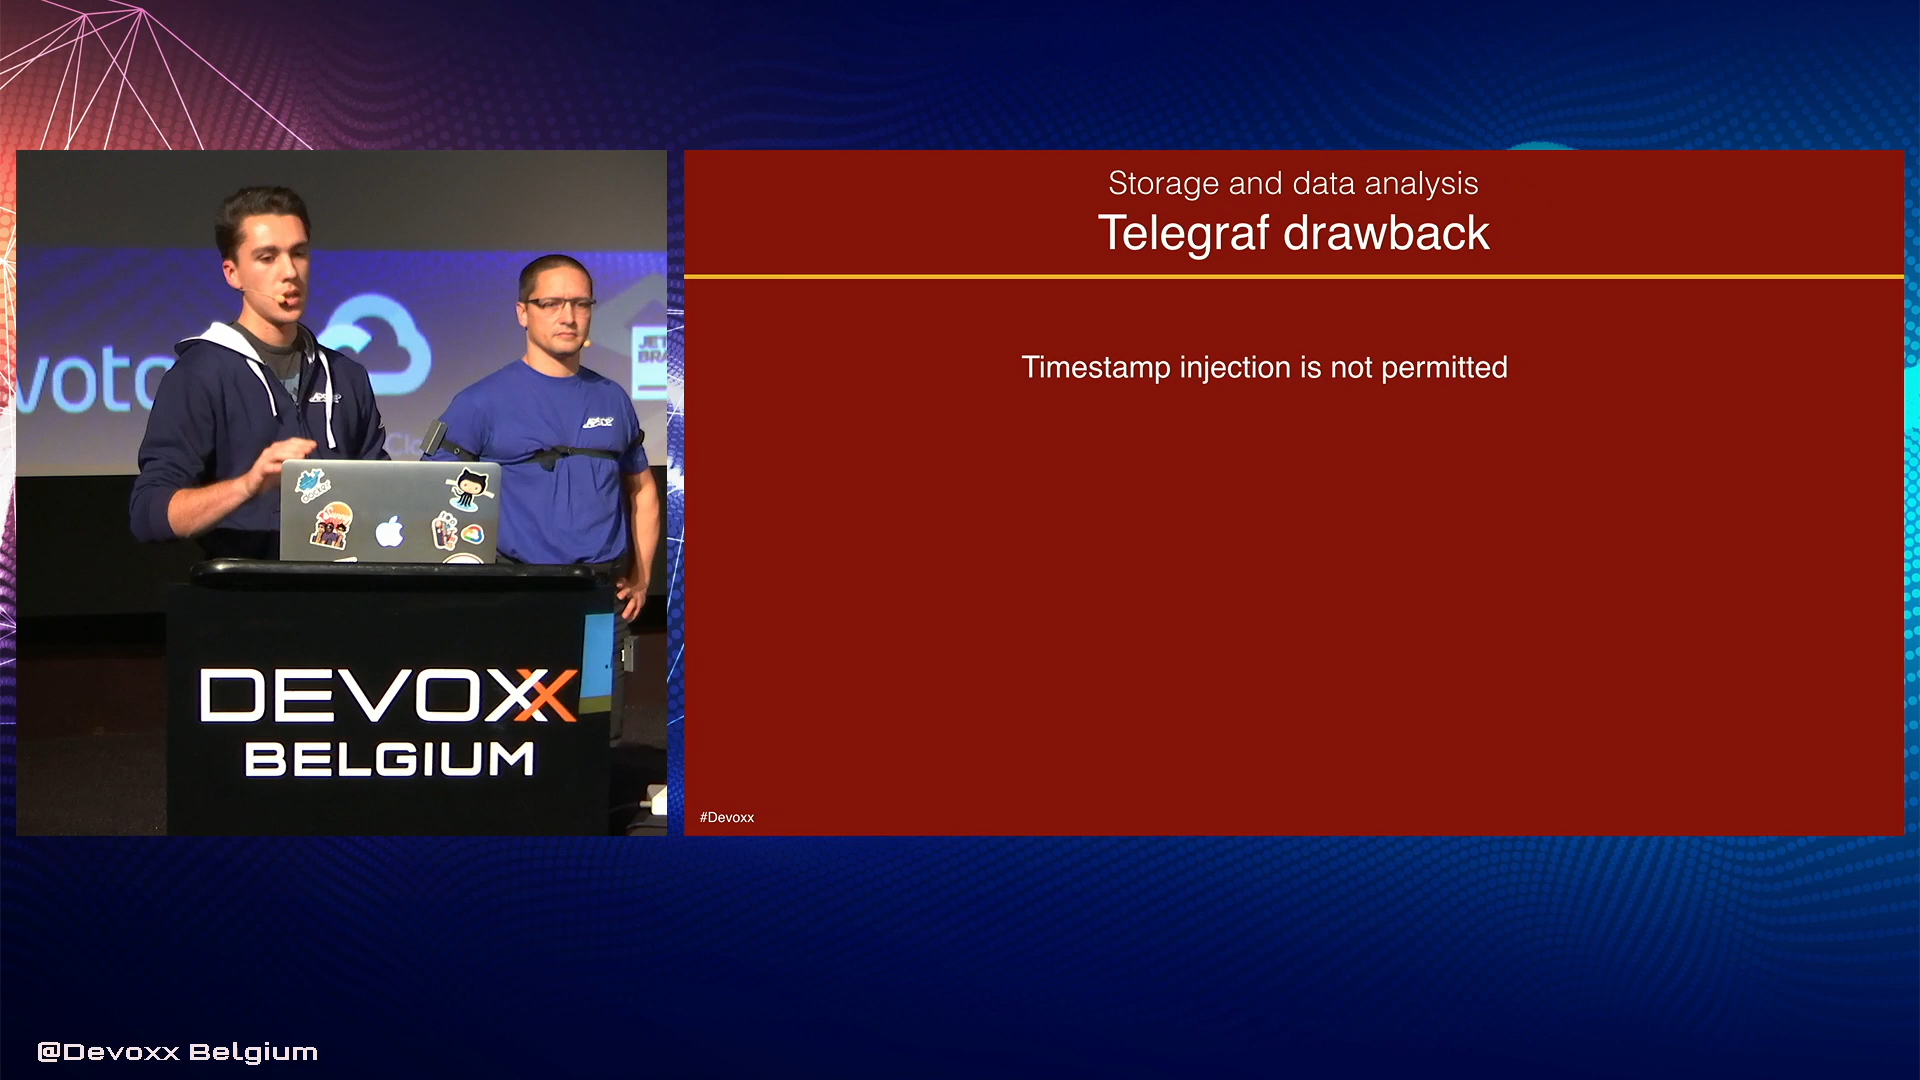 Storage and data analysis
Telegraf drawback
Timestamp injection is not permitted
#Devoxx
DEVOXX
BELGIUM
@Devoxx Belgium